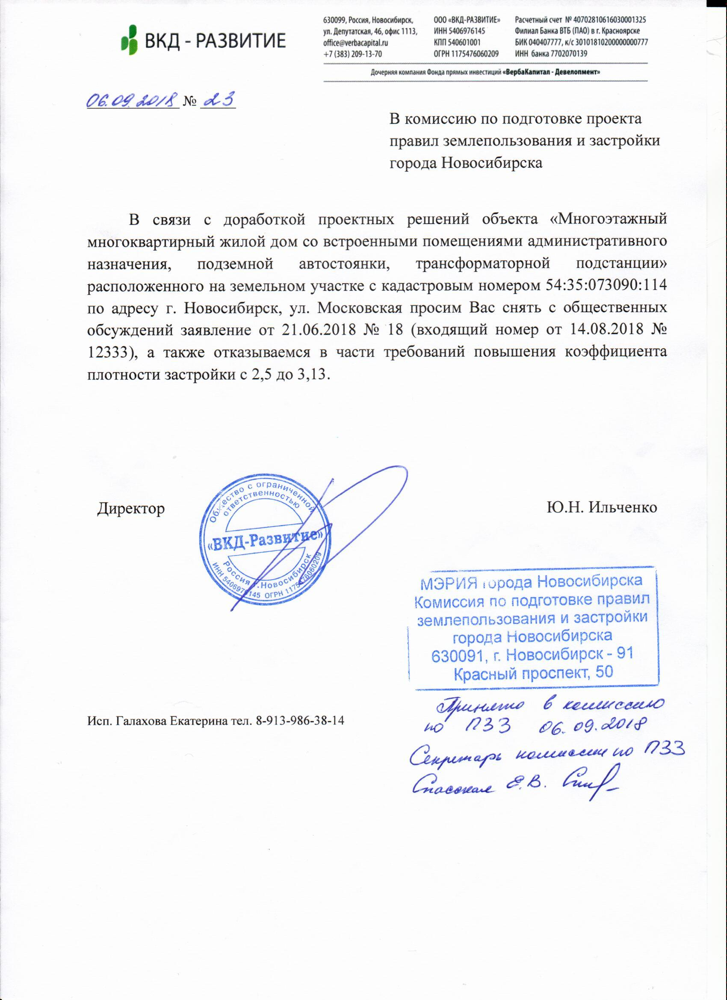 ВКД - РАЗВИТИЕ
630099, Россия, Новосибирск,
ул. Депутатская, 46, офис 1113,
office@verbacapital.ru
+7 (383) 209-13-70
ООО «ВКД-РАЗВИТИЕ»
ИНН 5406976145
КПП 540601001
ОГРН 1175476060209
Расчетный счет № 40702810616030001325
Филиал Банка ВТБ (ПАО) в г. Красноярске
БИК 040407777, к/с 30101810200000000777
ИНН банка 7702070139
Дочерняя компания Фонда прямых инвестиций «ВербаКапитал - Девелопмент»
06.09.2018 № 23
В комиссию по подготовке проекта
правил землепользования и застройки
города Новосибирска
В связи с доработкой проектных решений объекта «Многоэтажный
многоквартирный жилой дом со встроенными помещениями административного
назначения, подземной автостоянки, трансформаторной подстанции»
расположенного на земельном участке с кадастровым номером 54:35:073090:114
по адресу г. Новосибирск, ул. Московская просим Вас снять с общественных
обсуждений заявление от 21.06.2018 № 18 (входящий номер от 14.08.2018 №
12333), а также отказываемся в части требований повышения коэффициента
плотности застройки с 2,5 до 3,13.
Директор
Ю.Н. Ильченко
Общество с ограниченной
ответственностью
«ВКД-Развитие»
Россия г.Новосибирск
ИНН 5406976145 ОГРН 1175476060209
МЭРИЯ города Новосибирска
Комиссия по подготовке правил
землепользования и застройки
города Новосибирска
630091, г. Новосибирск - 91
Красный проспект, 50
Исп. Галахова Екатерина тел. 8-913-986-38-14
Принято в комиссию
по ПЗЗ 06.09.2018
Секретарь комиссии по ПЗЗ
Спасская Е.В.